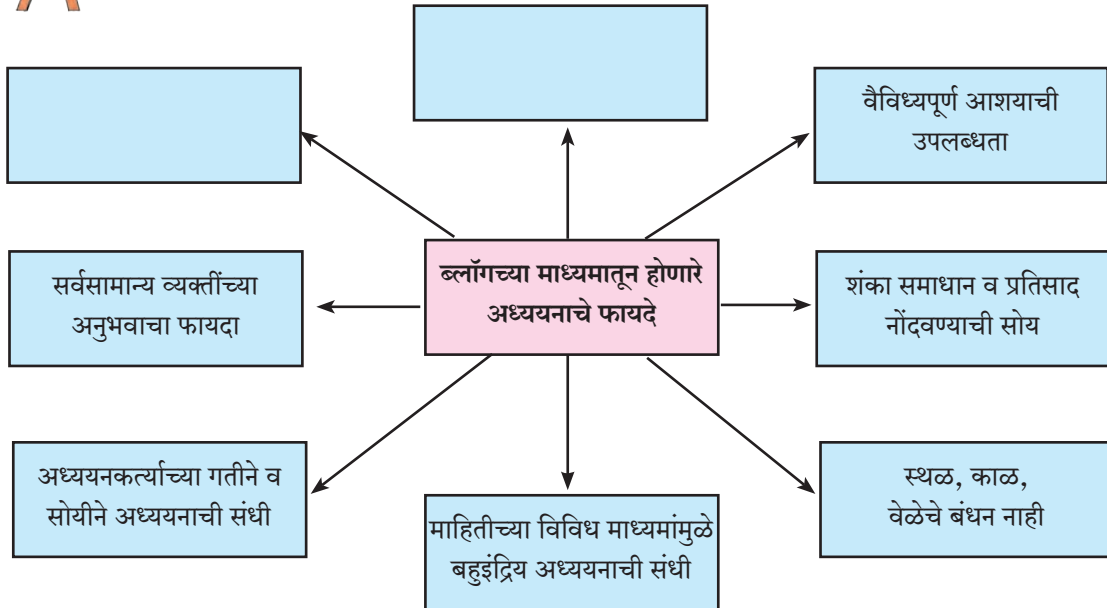 वैविध्यपूर्ण आशयाची
उपलब्धता
ब्लॉगच्या माध्यमातून होणारे
अध्ययनाचे फायदे
सर्वसामान्य व्यक्तींच्या
अनुभवाचा फायदा
शंका समाधान व प्रतिसाद
नोंदवण्याची सोय
अध्ययनकर्त्याच्या गतीने व
सोयीने अध्ययनाची संधी
माहितीच्या विविध माध्यमांमुळे
बहुइंद्रिय अध्ययनाची संधी
स्थळ, काळ,
वेळेचे बंधन नाही